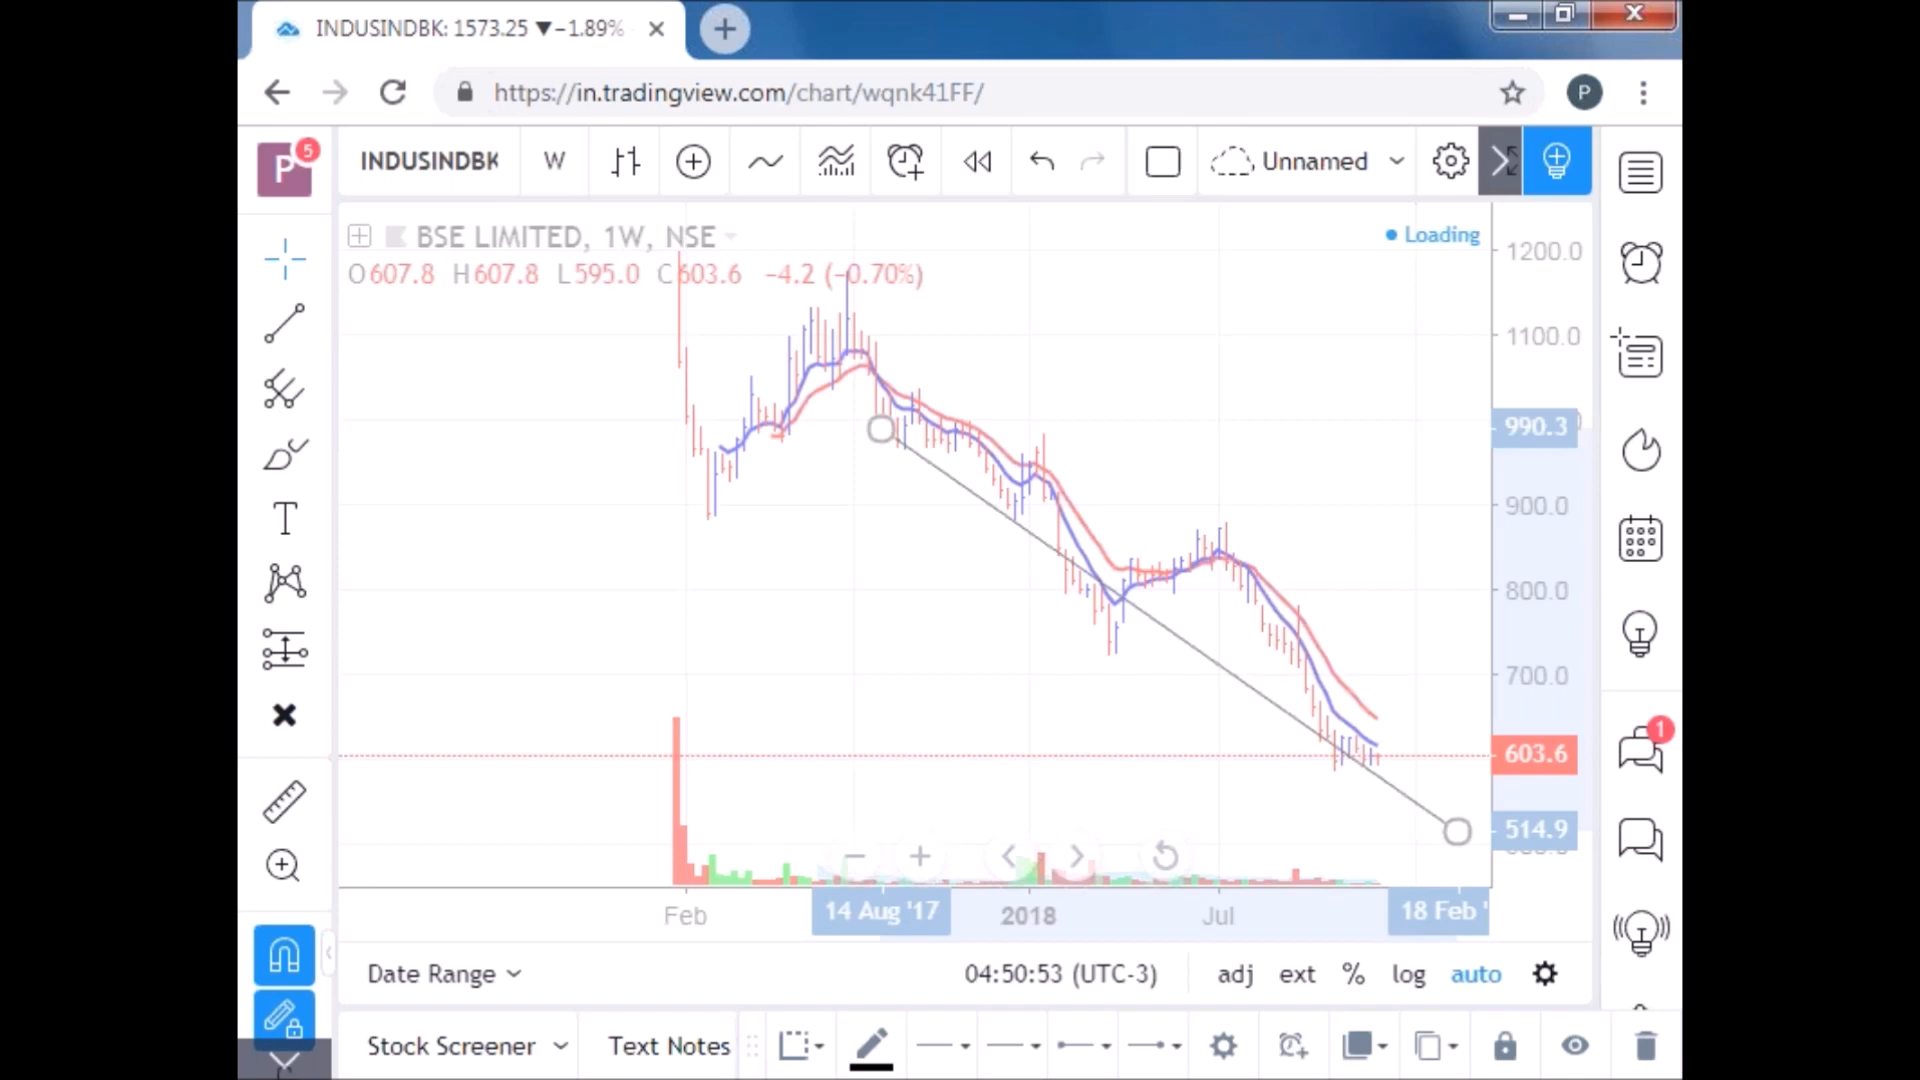 INDUSINDBK: 1573.25 ▼−1.89%
https://in.tradingview.com/chart/wqnk41FF/
P
P 5
INDUSINDBK W Unnamed
BSE LIMITED, 1W, NSE
Loading
O607.8 H607.8 L595.0 C603.6 −4.2 (−0.70%)
1200.0
1100.0
990.3
900.0
800.0
700.0
603.6
514.9
1
T
Feb 14 Aug '17 2018 Jul 18 Feb '
Date Range 04:50:53 (UTC-3) adj ext % log auto
Stock Screener Text Notes